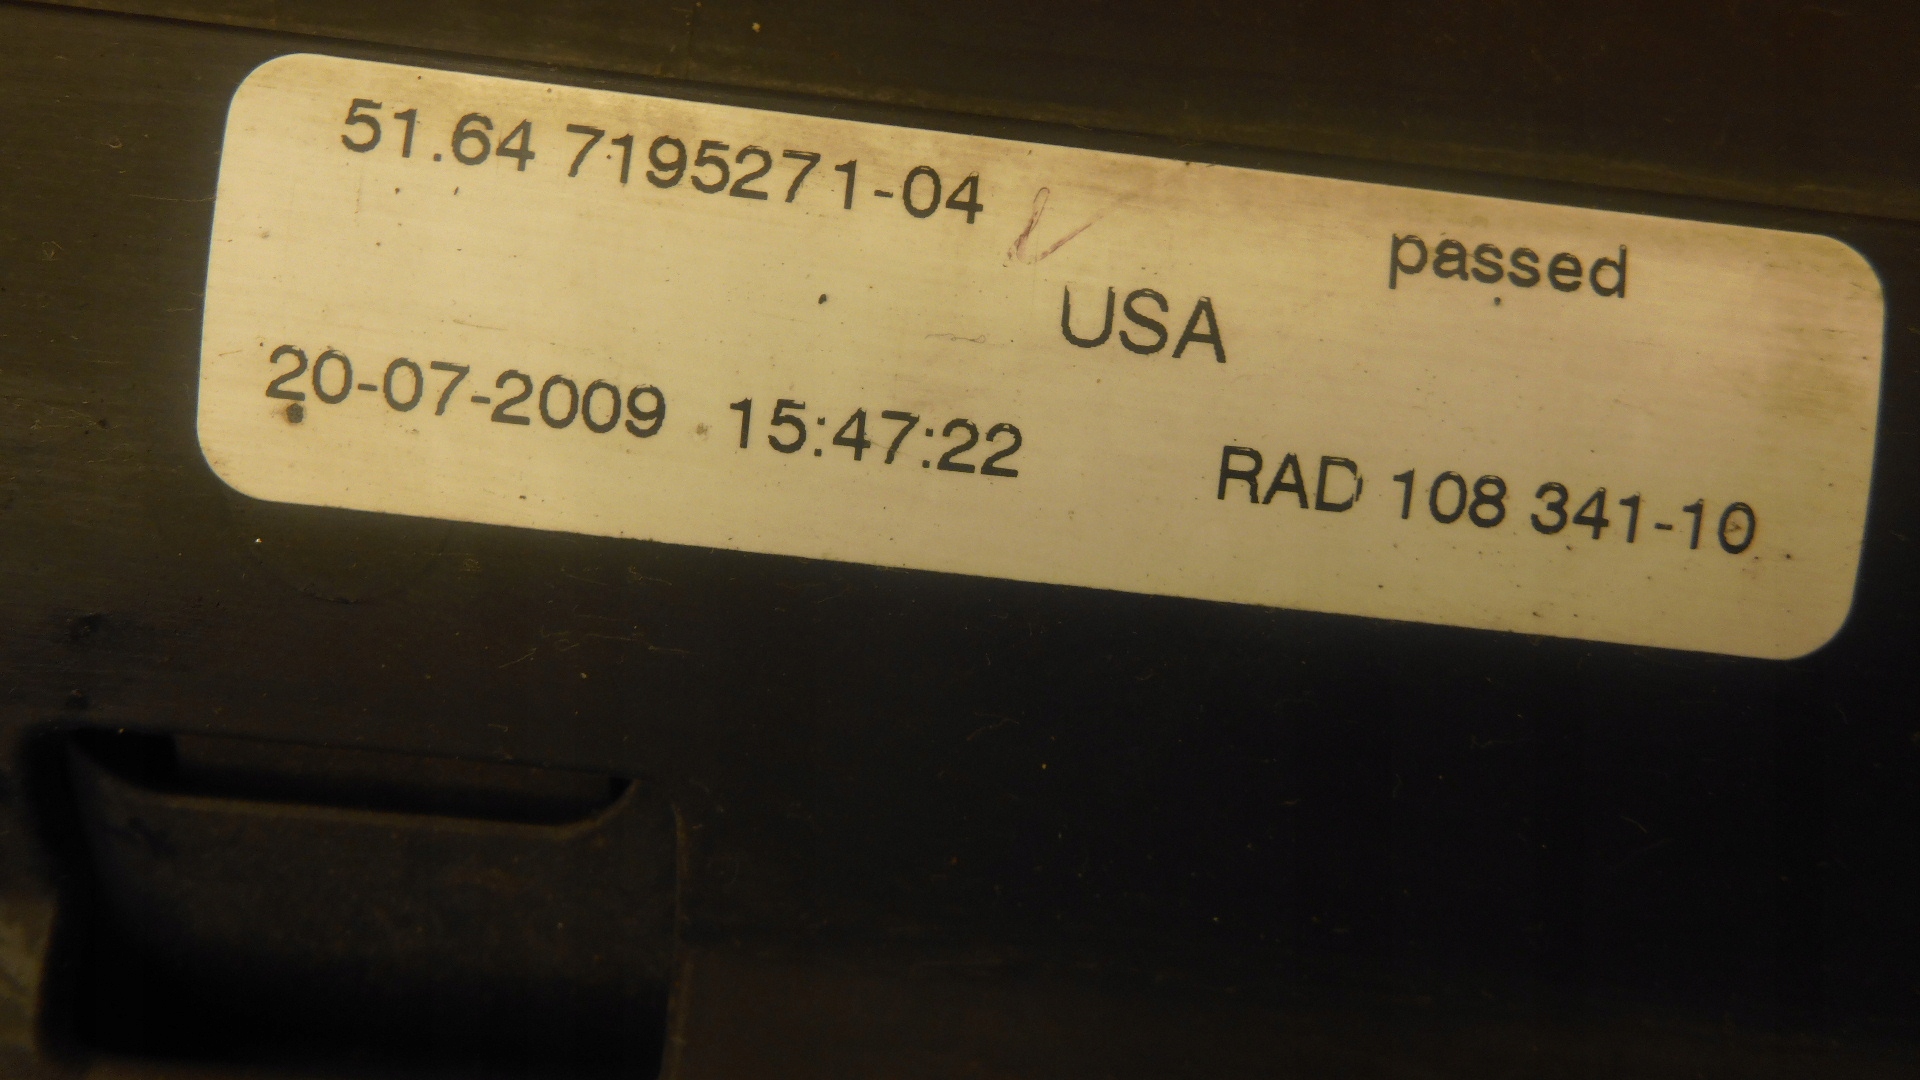 51.64 7195271-04 passed
USA
20-07-2009 15:47:22 RAD 108 341-10